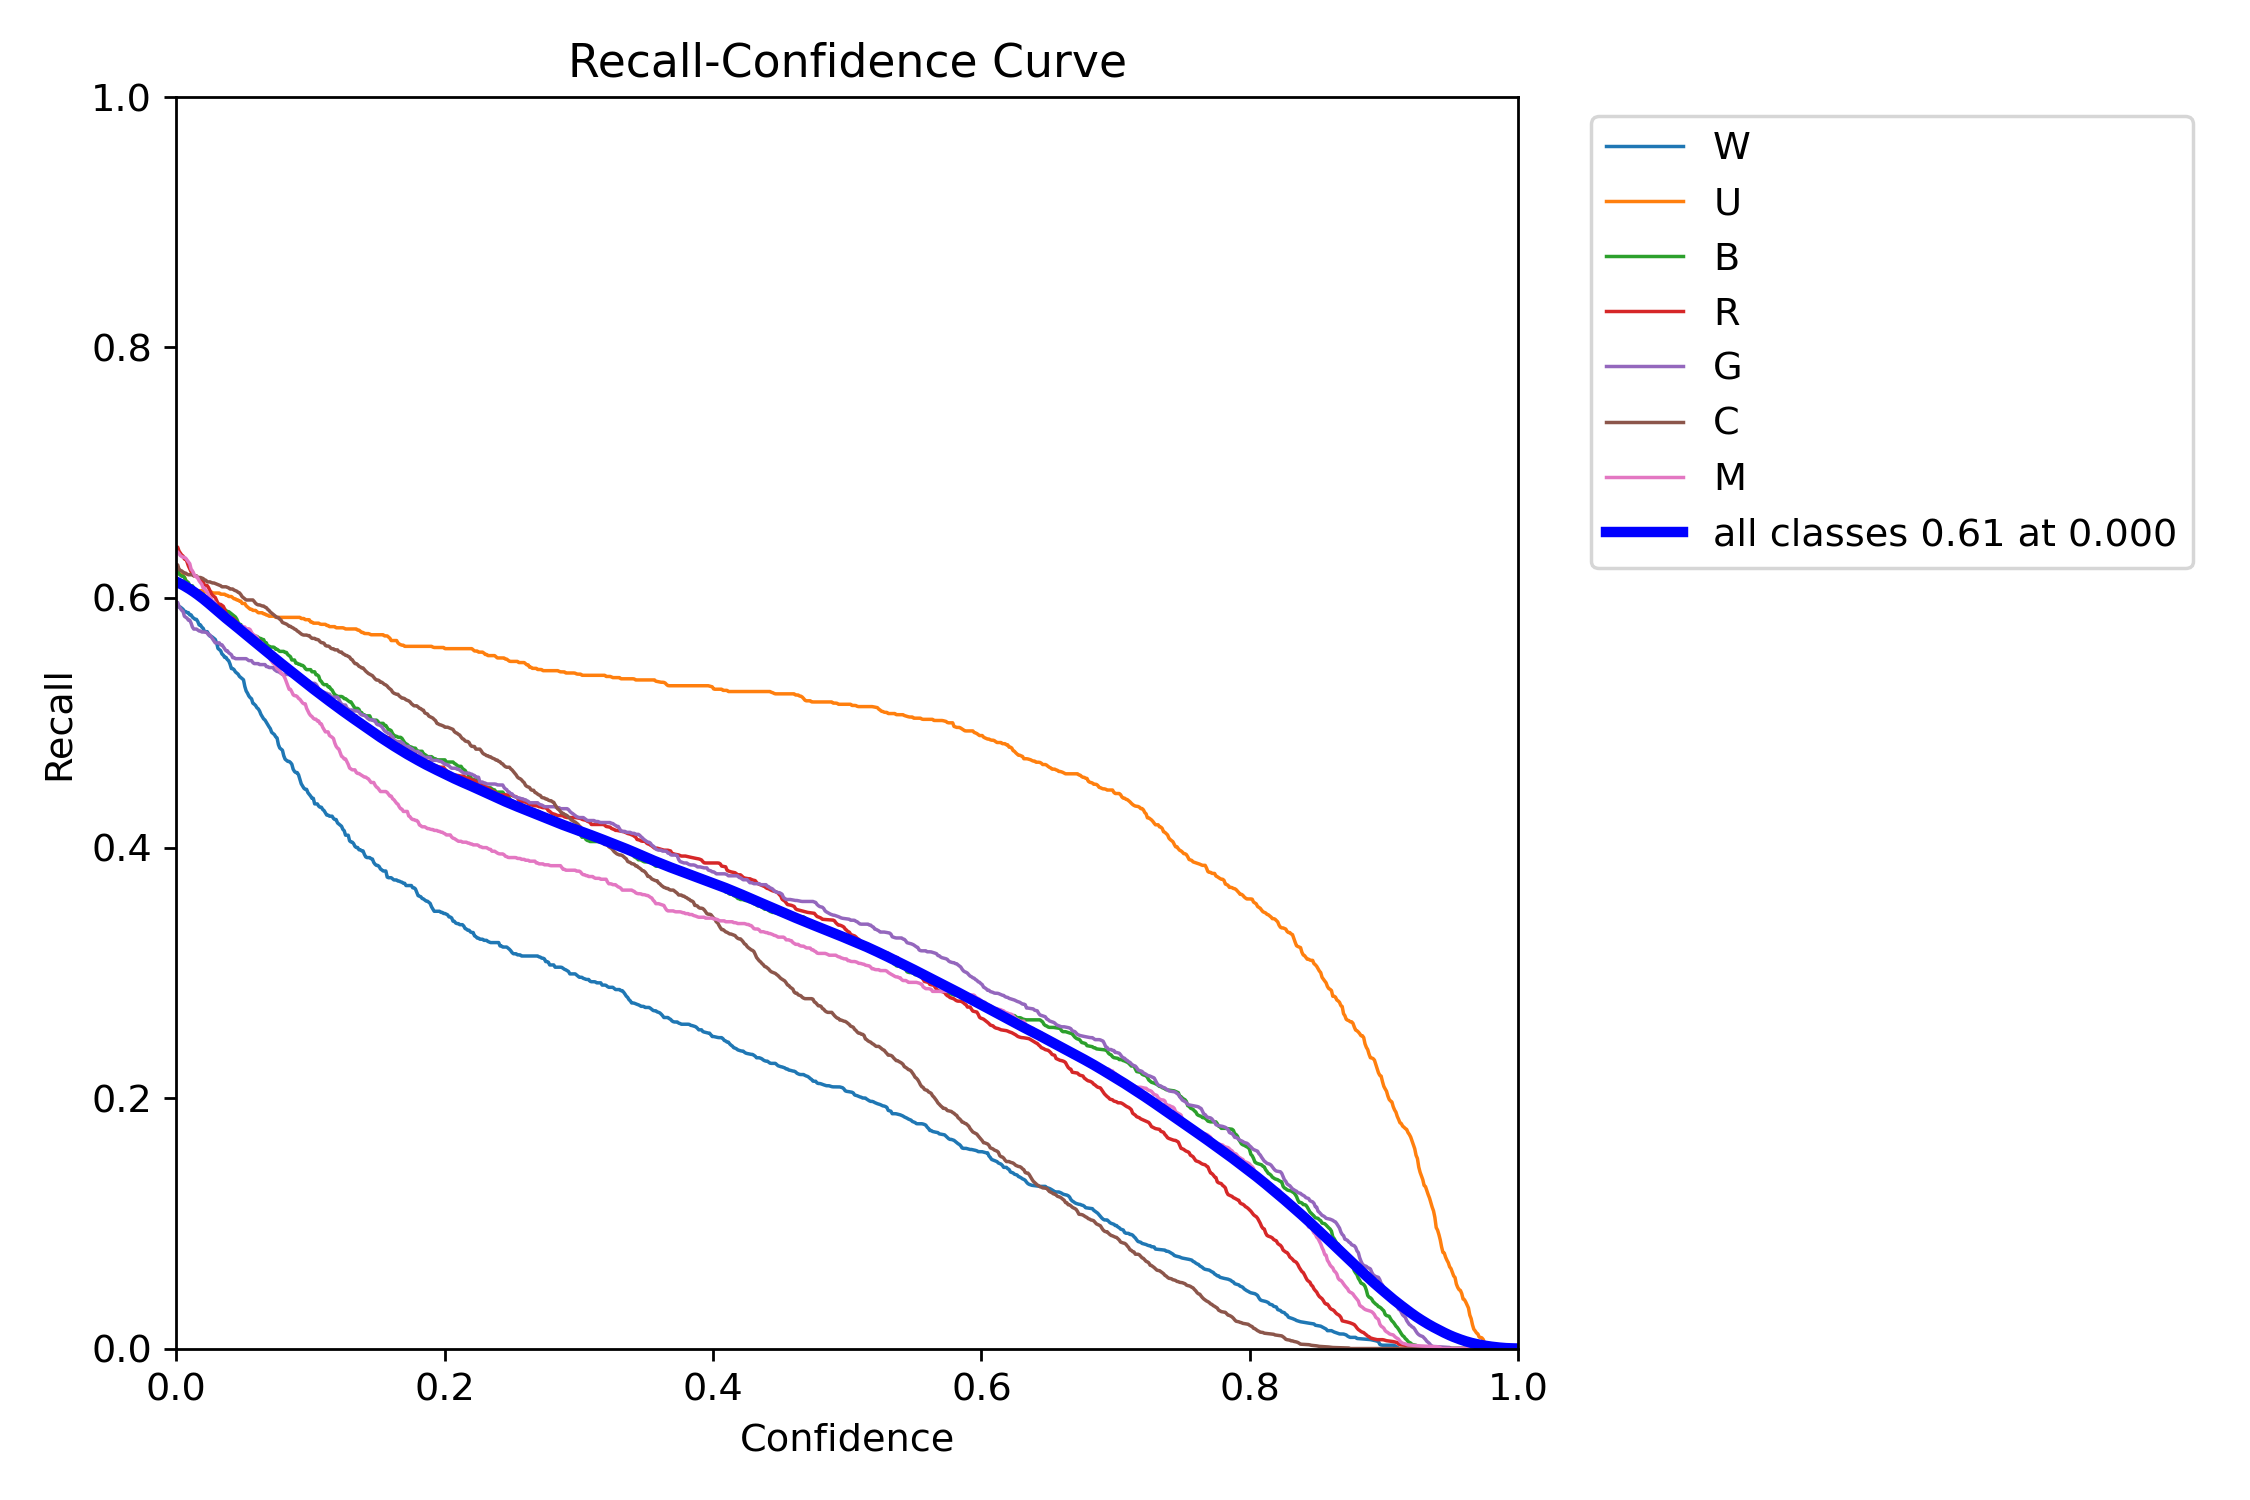 Recall-Confidence Curve
1.0
0.8
0.6
0.4
0.2
0.0
Recall
0.0 0.2 0.4 0.6 0.8 1.0
Confidence
W
U
B
R
G
C
M
all classes 0.61 at 0.000